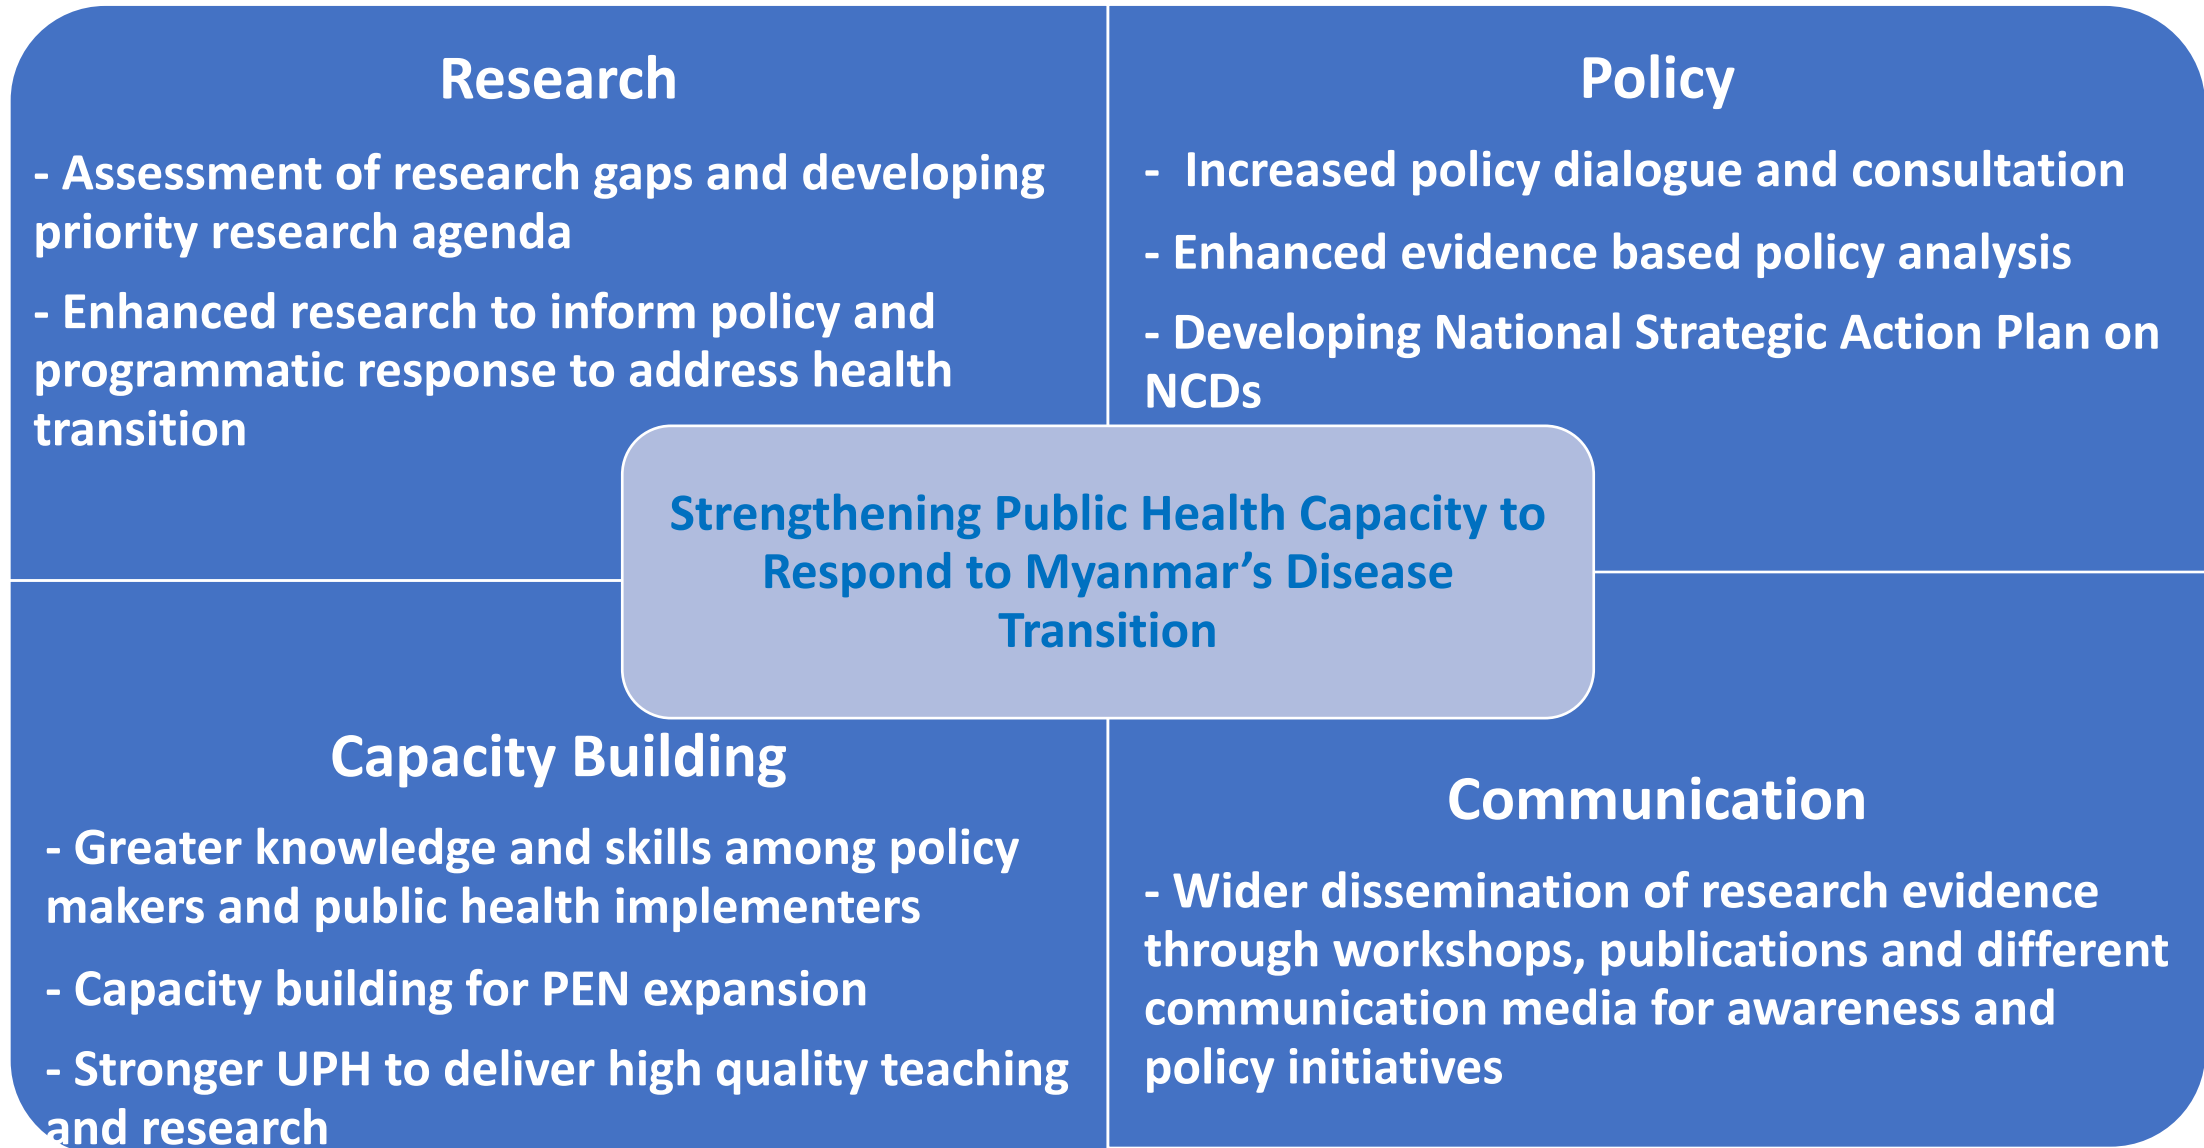 Research
- Assessment of research gaps and developing
priority research agenda
- Enhanced research to inform policy and
programmatic response to address health
transition
Policy
-  Increased policy dialogue and consultation
- Enhanced evidence based policy analysis
- Developing National Strategic Action Plan on
NCDs
Strengthening Public Health Capacity to
Respond to Myanmar’s Disease
Transition
Capacity Building
- Greater knowledge and skills among policy
makers and public health implementers
- Capacity building for PEN expansion
- Stronger UPH to deliver high quality teaching
and research
Communication
- Wider dissemination of research evidence
through workshops, publications and different
communication media for awareness and
policy initiatives